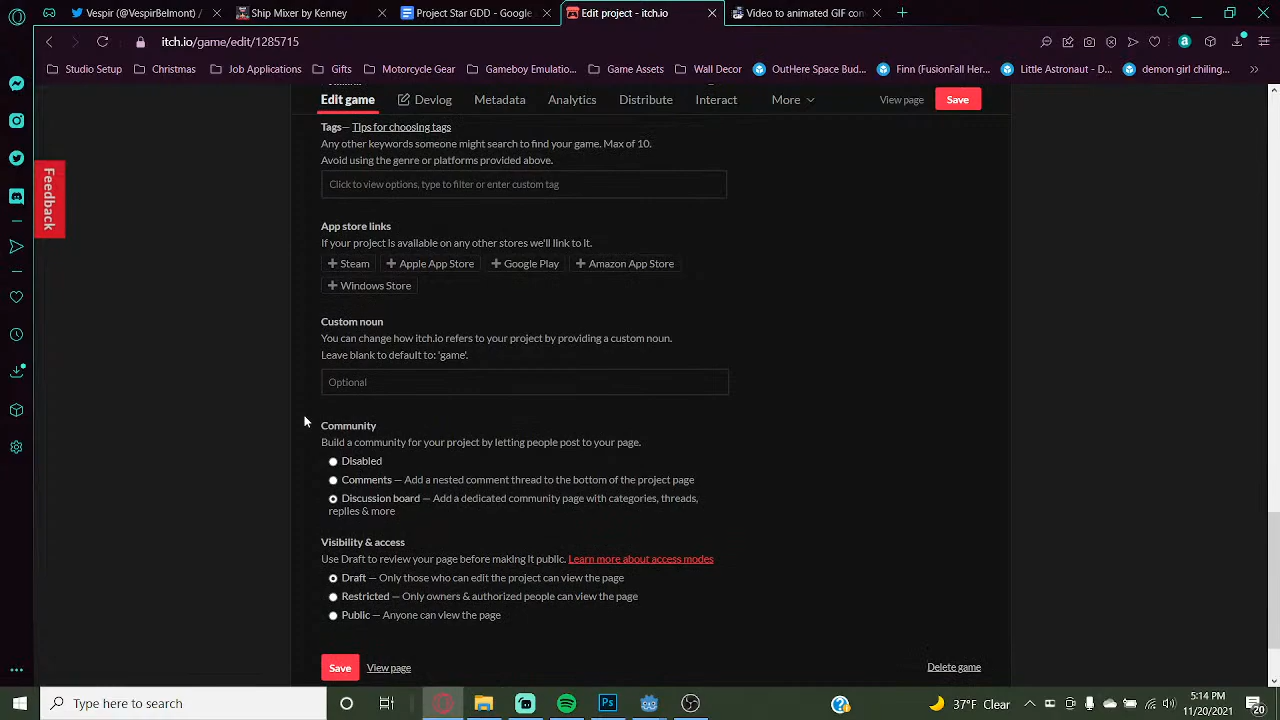 Vespir (@VespirBelmont) /
Ship Mixer by Kenney
Project Star GDD - Google
Edit project - itch.io
Video to animated GIF con
itch.io/game/edit/1285715
Studio Setup
Christmas
Job Applications
Gifts
Motorcycle Gear
Gameboy Emulatio...
Game Assets
Wall Decor
OutHere Space Bud...
Finn (FusionFall Her...
Little Astronaut - D...
demon girl chiling...
Edit game
Devlog
Metadata
Analytics
Distribute
Interact
More
View page
Save
Feedback
Tags— Tips for choosing tags
Any other keywords someone might search to find your game. Max of 10.
Avoid using the genre or platforms provided above.
Click to view options, type to filter or enter custom tag
App store links
If your project is available on any other stores we'll link to it.
Steam
Apple App Store
Google Play
Amazon App Store
Windows Store
Custom noun
You can change how itch.io refers to your project by providing a custom noun.
Leave blank to default to: 'game'.
Optional
Community
Build a community for your project by letting people post to your page.
Disabled
Comments — Add a nested comment thread to the bottom of the project page
Discussion board — Add a dedicated community page with categories, threads,
replies & more
Visibility & access
Use Draft to review your page before making it public. Learn more about access modes
Draft — Only those who can edit the project can view the page
Restricted — Only owners & authorized people can view the page
Public — Anyone can view the page
Save
View page
Delete game
Type here to search
Ps
37°F Clear
5:14 PM
11/20/2021
20